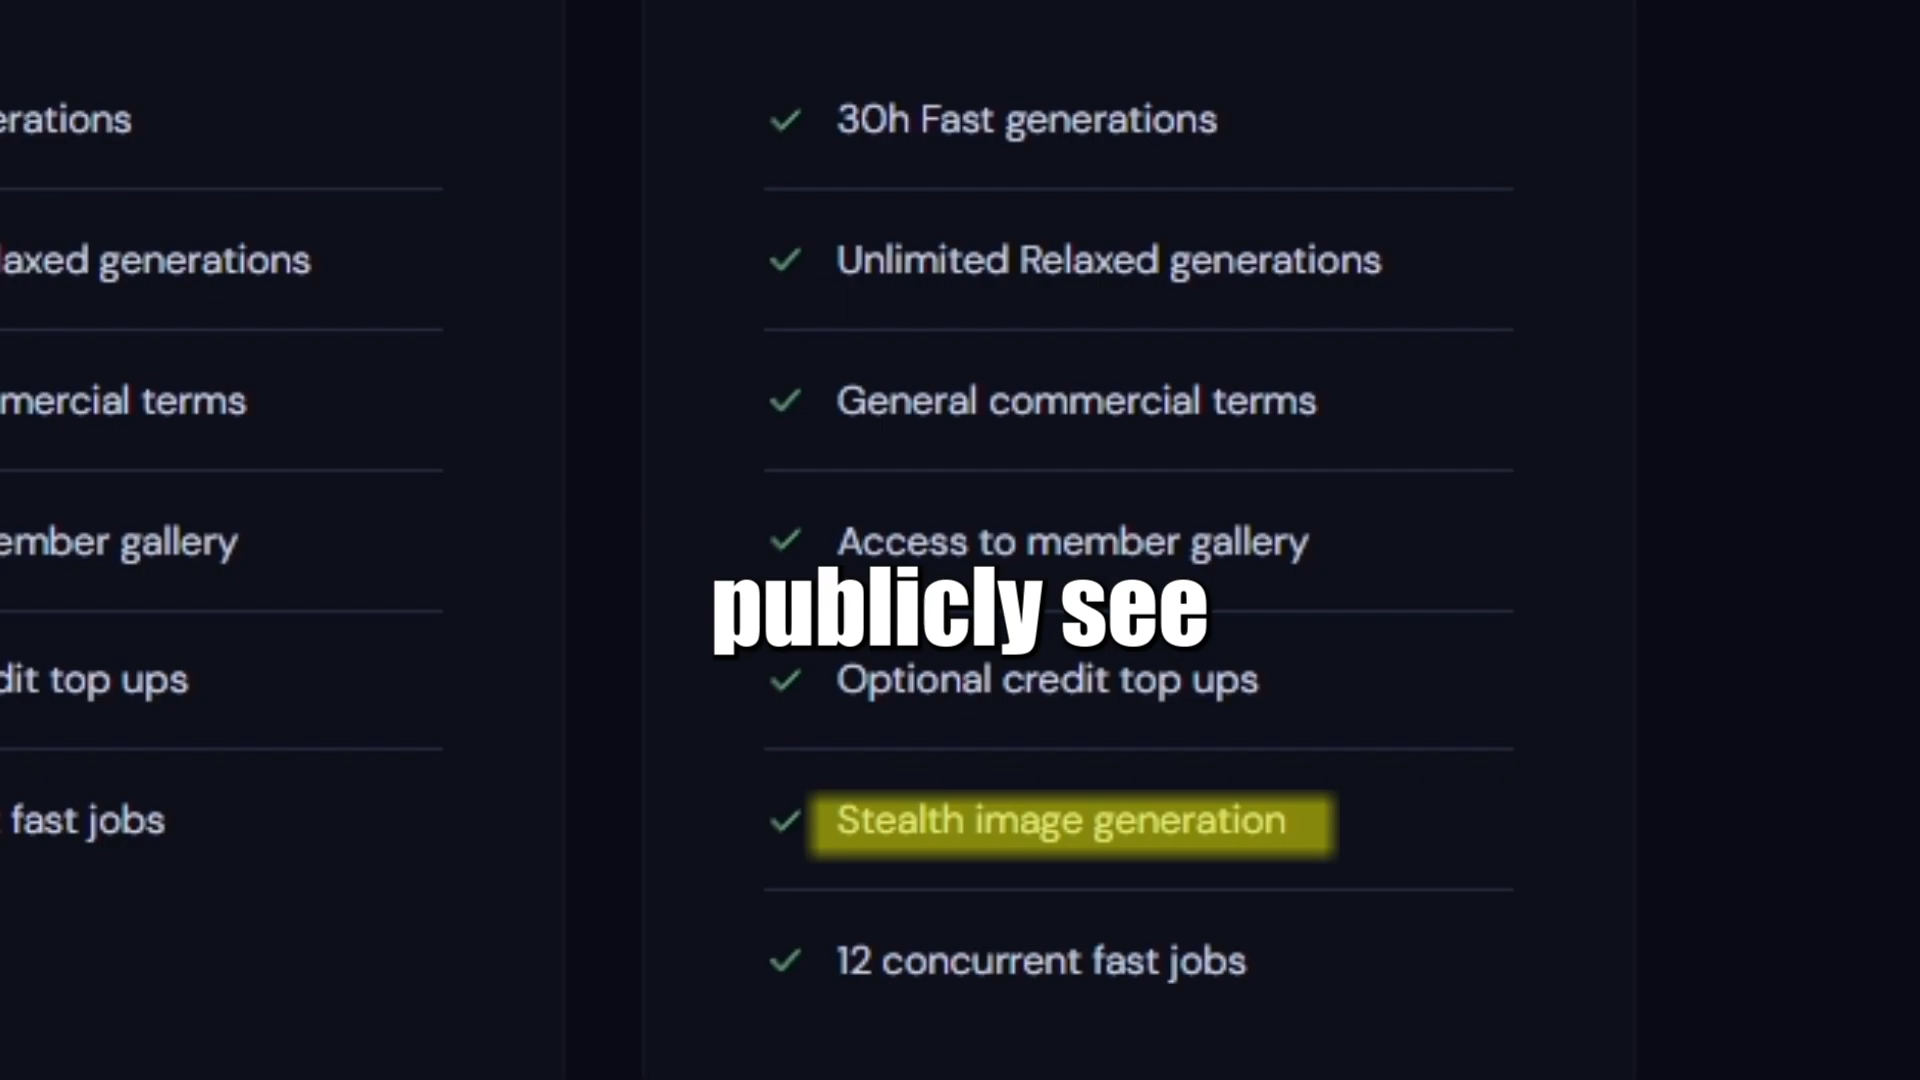 erations
laxed generations
mmercial terms
ember gallery
dit top ups
fast jobs
30h Fast generations
Unlimited Relaxed generations
General commercial terms
Access to member gallery
publicly see
Optional credit top ups
Stealth image generation
12 concurrent fast jobs